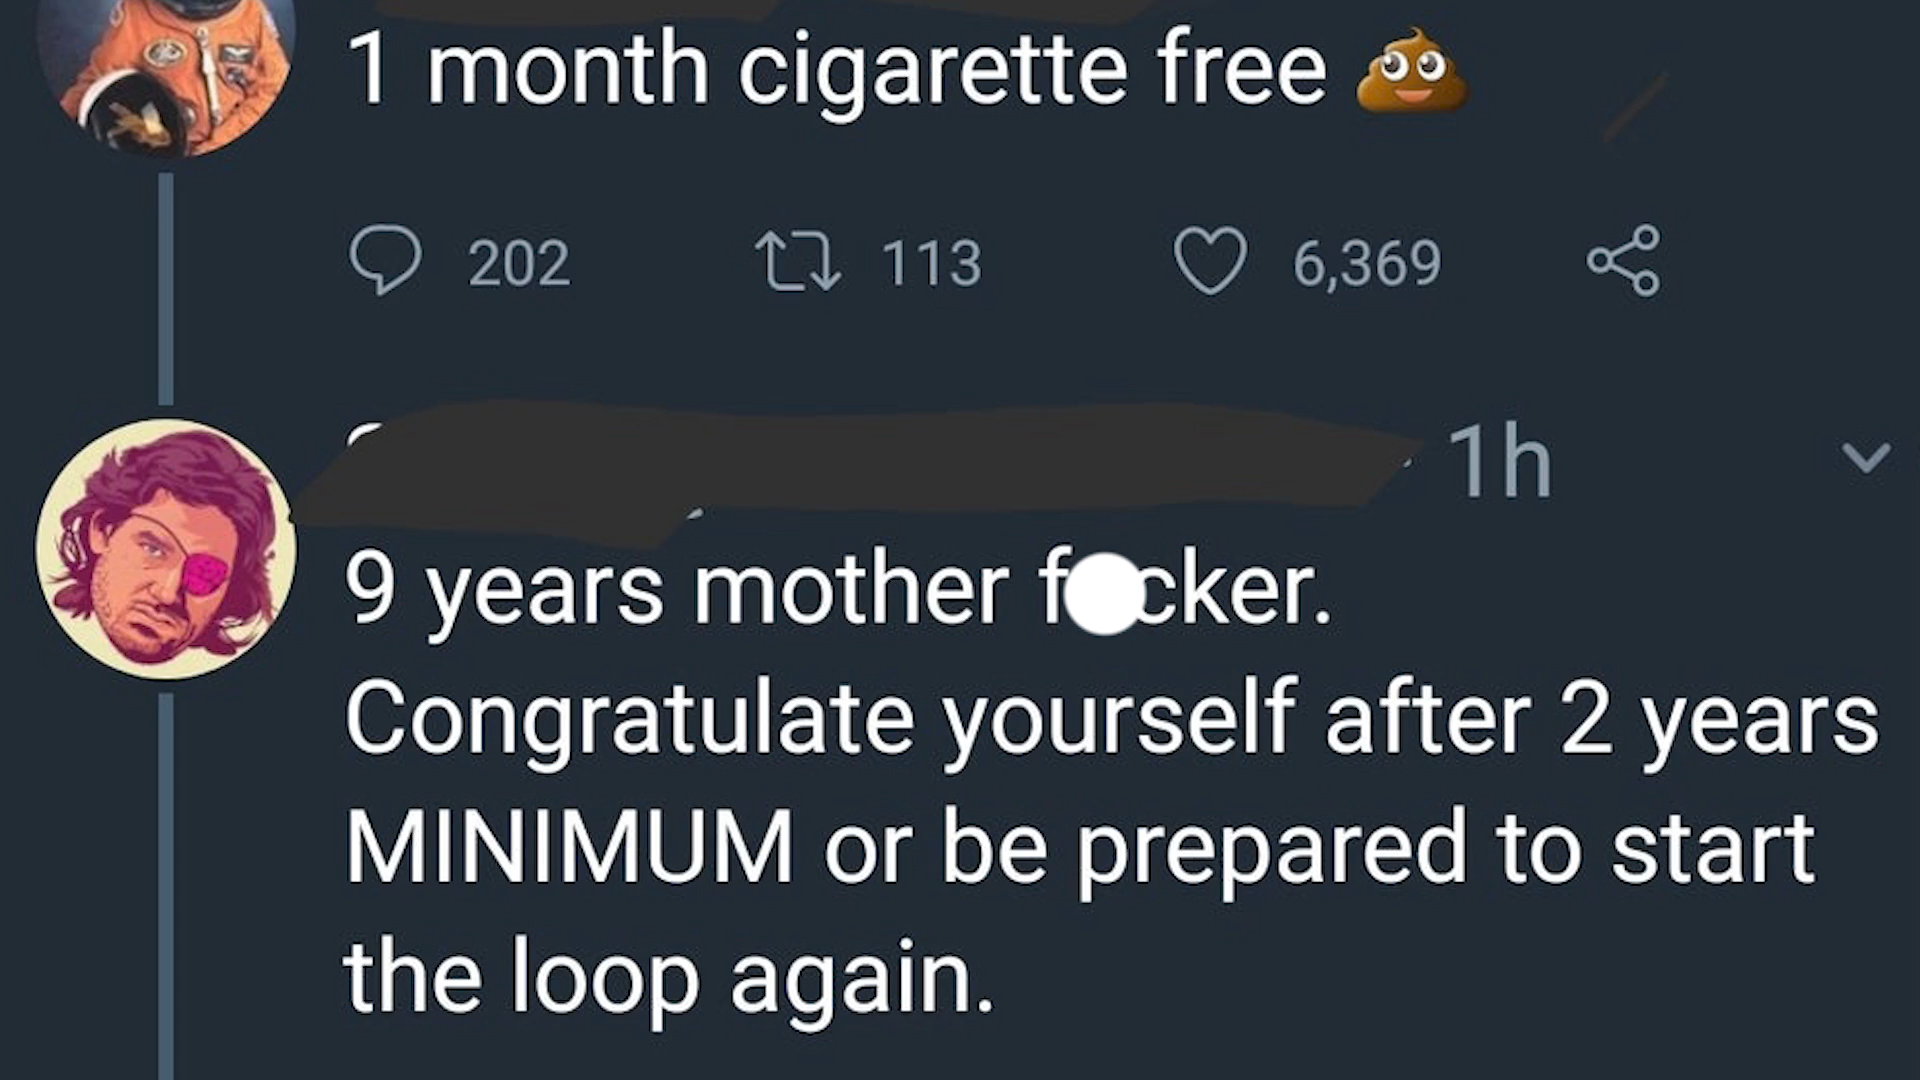 1 month cigarette free 💩
202 113 6,369
1h
9 years mother f cker.
Congratulate yourself after 2 years
MINIMUM or be prepared to start
the loop again.